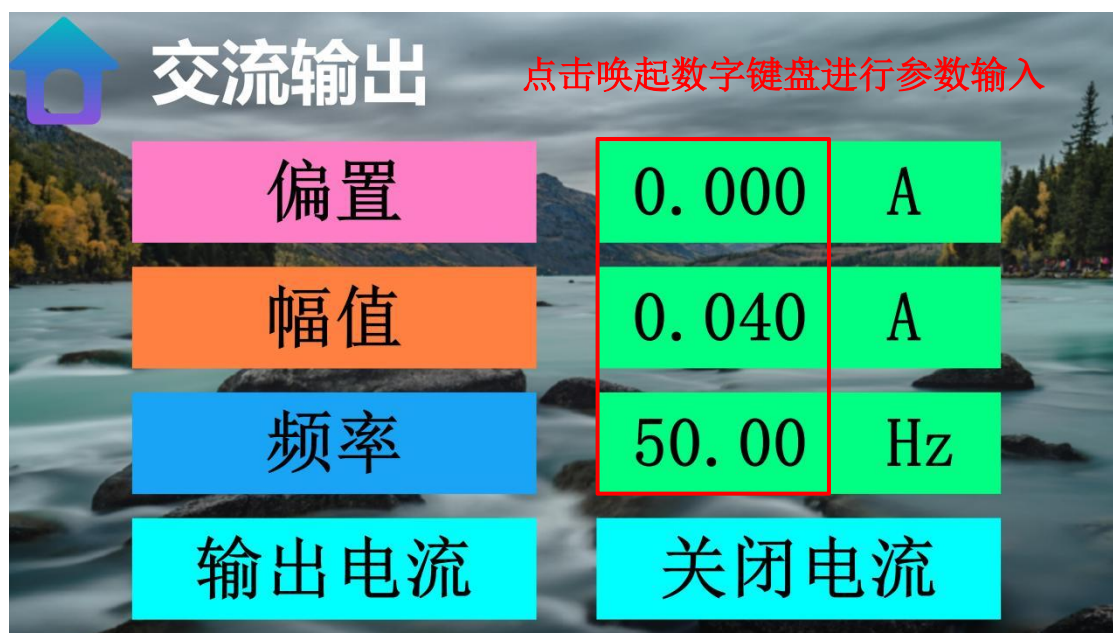 交流输出
点击唤起数字键盘进行参数输入
偏置 0.000 A
幅值 0.040 A
频率 50.00 Hz
输出电流 关闭电流